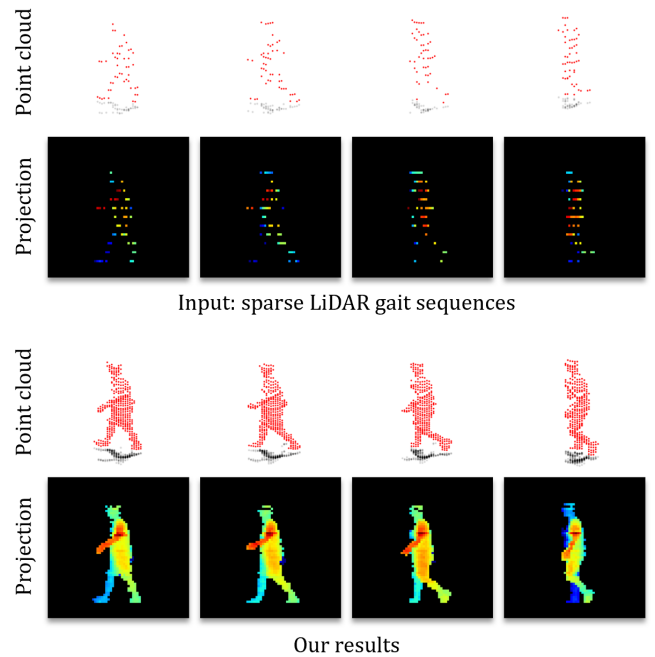 Point cloud
Projection
Input: sparse LiDAR gait sequences
Point cloud
Projection
Our results